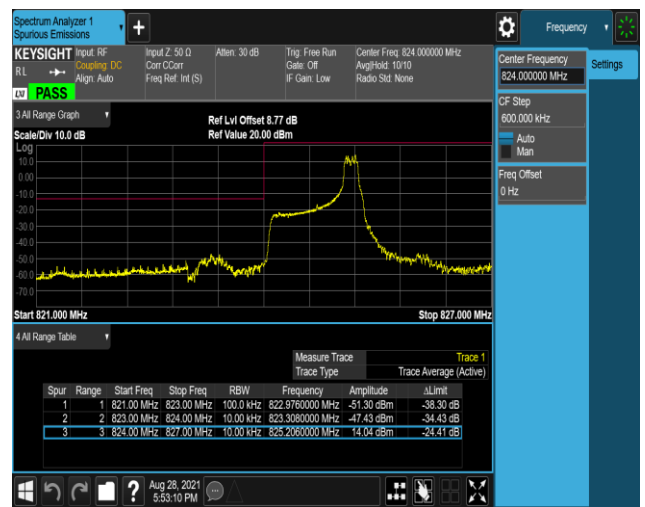 Spectrum Analyzer 1
Spurious Emissions
Frequency
KEYSIGHT
RL
Input: RF
Coupling: DC
Align: Auto
Input Z: 50 Ω
Corr CCorr
Freq Ref: Int (S)
Atten: 30 dB
Trig: Free Run
Gate: Off
IF Gain: Low
Center Freq: 824.000000 MHz
Avg|Hold: 10/10
Radio Std: None
LXI PASS
Center Frequency
824.000000 MHz
Settings
CF Step
600.000 kHz
Auto
Man
Freq Offset
0 Hz
3 All Range Graph
Scale/Div 10.0 dB
Ref Lvl Offset 8.77 dB
Ref Value 20.00 dBm
Log
10.0
0.00
-10.0
-20.0
-30.0
-40.0
-50.0
-60.0
-70.0
Start 821.000 MHz
Stop 827.000 MHz
4 All Range Table
Measure Trace Trace 1
Trace Type Trace Average (Active)
Spur Range Start Freq Stop Freq RBW Frequency Amplitude ΔLimit
1 1 821.00 MHz 823.00 MHz 100.0 kHz 822.9760000 MHz -51.30 dBm -38.30 dB
2 2 823.00 MHz 824.00 MHz 10.00 kHz 823.3080000 MHz -47.43 dBm -34.43 dB
3 3 824.00 MHz 827.00 MHz 10.00 kHz 825.2060000 MHz 14.04 dBm -24.41 dB
?
Aug 28, 2021
5:53:10 PM